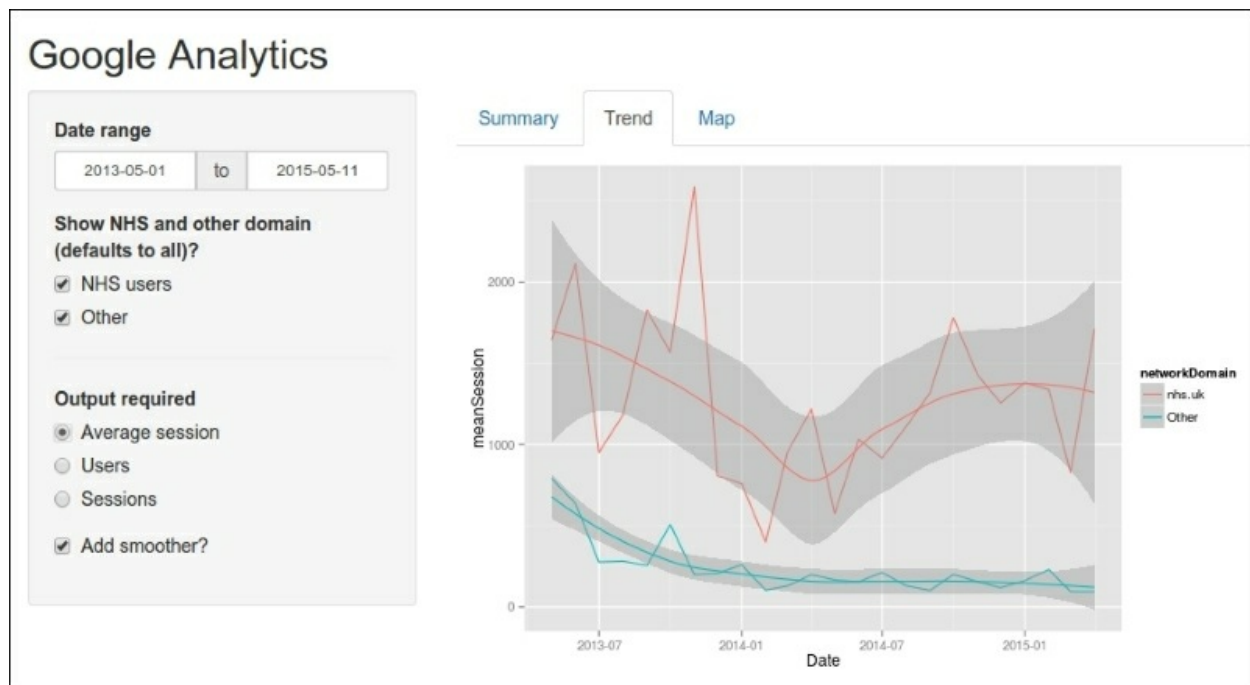 Google Analytics
Date range
2013-05-01 to 2015-05-11
Show NHS and other domain
(defaults to all)?
NHS users
Other
Output required
Average session
Users
Sessions
Add smoother?
Summary Trend Map
meanSession
2000
1000
0
2013-07 2014-01 2014-07 2015-01
Date
networkDomain
nhs.uk
Other